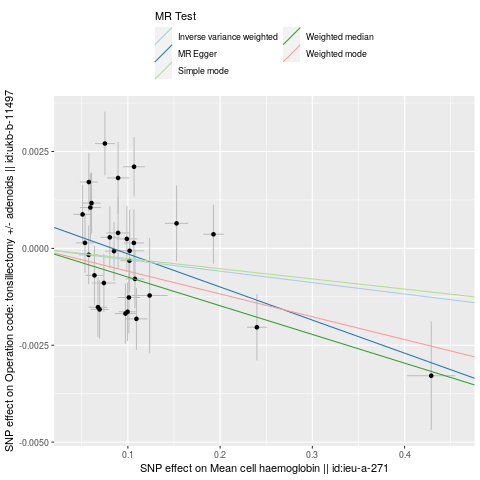 MR Test
Inverse variance weighted
MR Egger
Simple mode
Weighted median
Weighted mode
SNP effect on Operation code: tonsillectomy +/- adenoids || id:ukb-b-11497
0.0025
0.0000
-0.0025
-0.0050
0.1
0.2
0.3
0.4
SNP effect on Mean cell haemoglobin || id:ieu-a-271